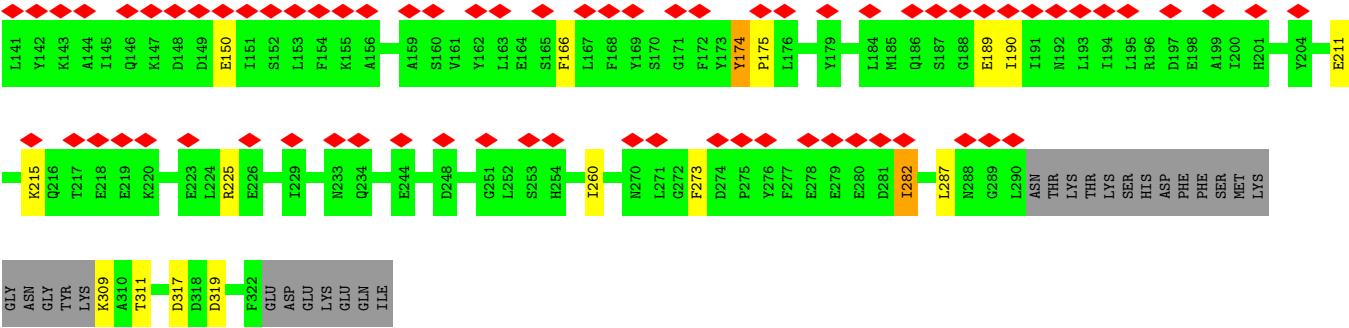 L141 Y142 K143 A144 I145 Q146 K147 D148 D149 E150 I151 S152 L153 F154 K155 A156 A159 S160 V161 Y162 L163 E164 S165 F166 L167 F168 Y169 S170 G171 F172 Y173 Y174 P175 L176 Y179 L184 M185 Q186 S187 G188 E189 I190 I191 N192 L193 I194 L195 R196 D197 E198 A199 I200 H201 Y204 E211
K215 Q216 T217 E218 E219 K220 E223 L224 R225 E226 I229 N233 Q234 E244 D248 G251 L252 S253 H254 I260 N270 L271 G272 F273 D274 P275 Y276 F277 E278 E279 E280 D281 I282 L287 N288 G289 L290 ASN THR LYS THR LYS SER HIS ASP PHE PHE SER MET LYS
GLY ASN GLY TYR LYS K309 A310 T311 D317 D318 D319 F322 GLU ASP GLU LYS GLU GLN ILE